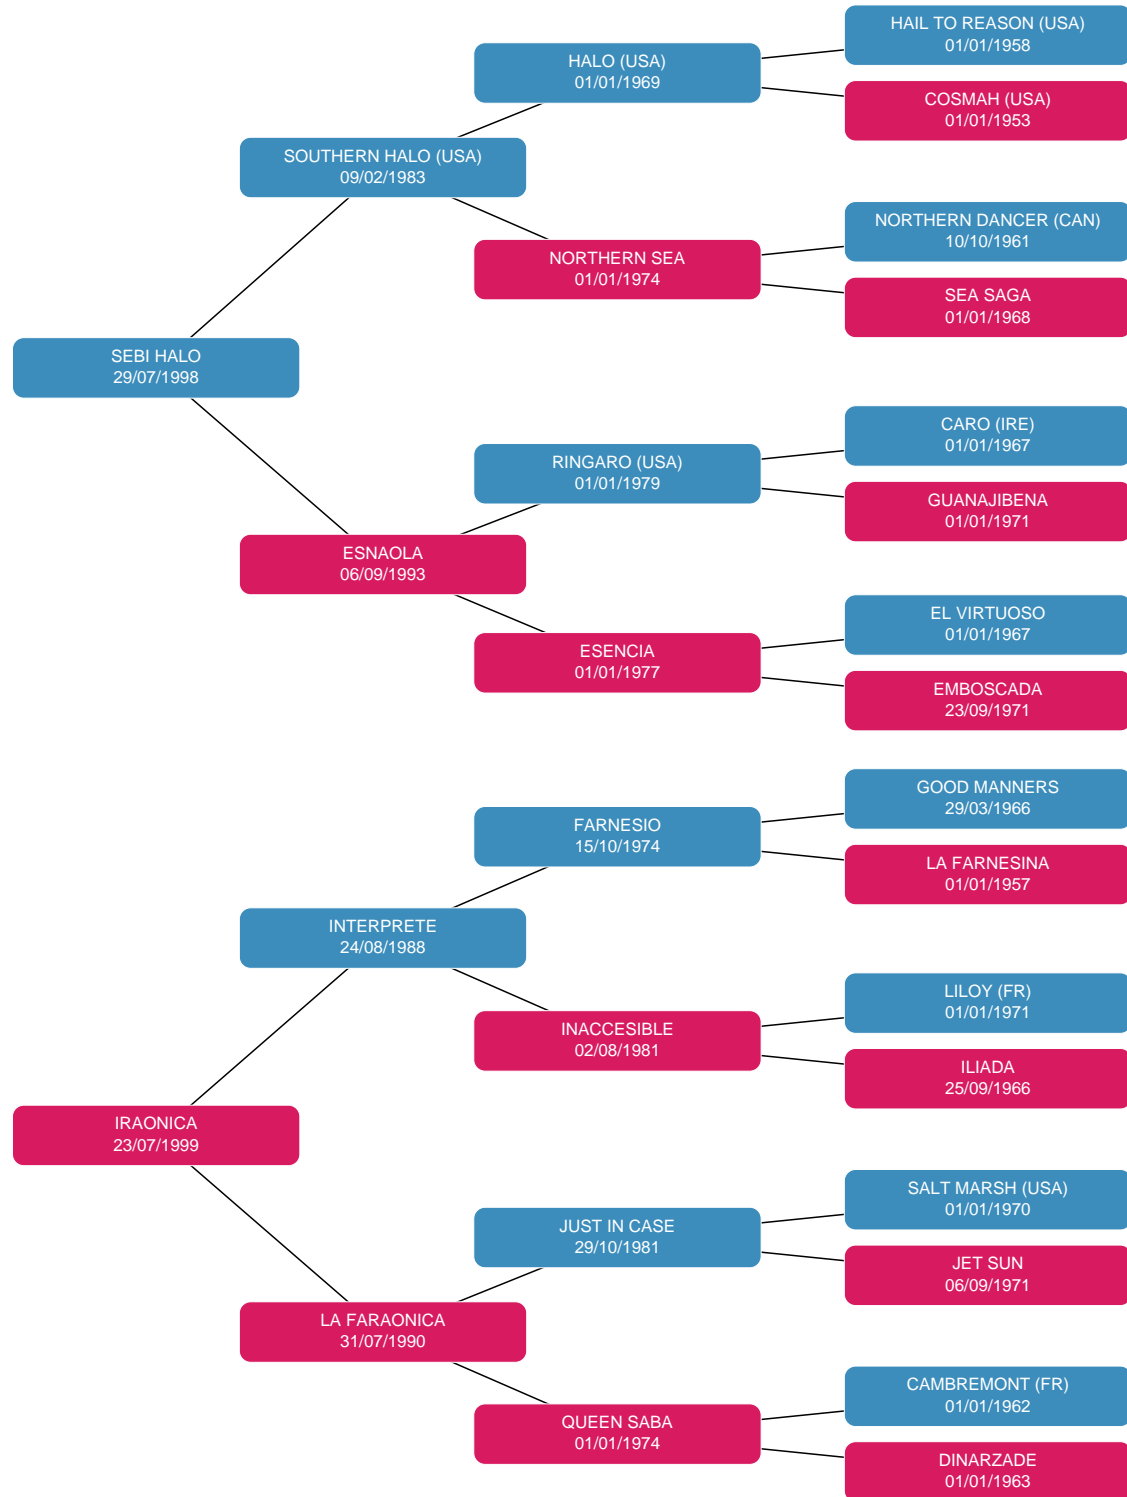 HAIL TO REASON (USA)
01/01/1958
HALO (USA)
01/01/1969
COSMAH (USA)
01/01/1953
SOUTHERN HALO (USA)
09/02/1983
NORTHERN DANCER (CAN)
10/10/1961
NORTHERN SEA
01/01/1974
SEA SAGA
01/01/1968
SEBI HALO
29/07/1998
CARO (IRE)
01/01/1967
RINGARO (USA)
01/01/1979
GUANAJIBENA
01/01/1971
ESNAOLA
06/09/1993
EL VIRTUOSO
01/01/1967
ESENCIA
01/01/1977
EMBOSCADA
23/09/1971
GOOD MANNERS
29/03/1966
FARNESIO
15/10/1974
LA FARNESINA
01/01/1957
INTERPRETE
24/08/1988
LILOY (FR)
01/01/1971
INACCESIBLE
02/08/1981
ILIADA
25/09/1966
IRAONICA
23/07/1999
SALT MARSH (USA)
01/01/1970
JUST IN CASE
29/10/1981
JET SUN
06/09/1971
LA FARAONICA
31/07/1990
CAMBREMONT (FR)
01/01/1962
QUEEN SABA
01/01/1974
DINARZADE
01/01/1963